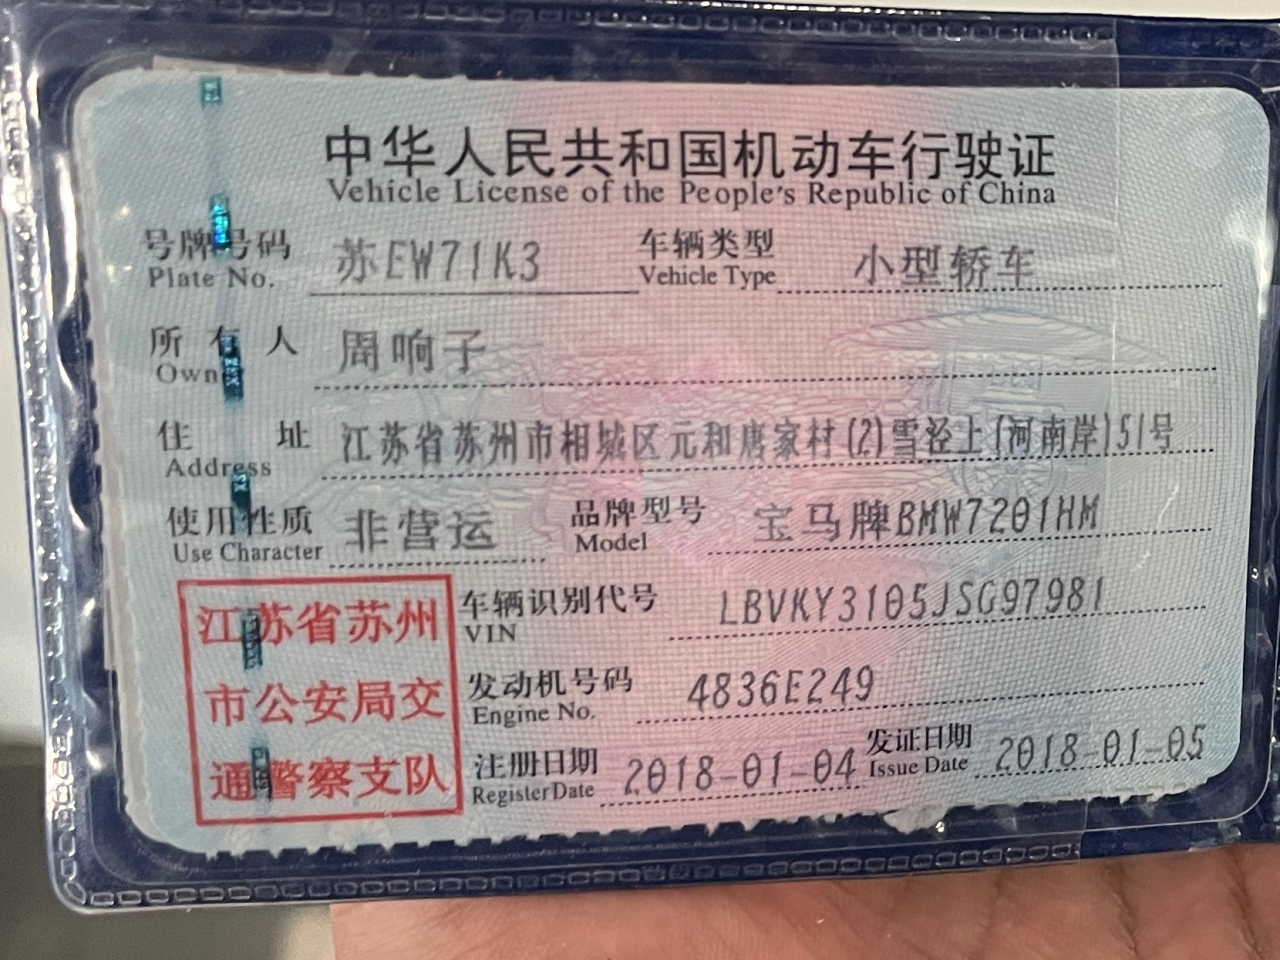 中华人民共和国机动车行驶证
Vehicle License of the People's Republic of China
号牌号码 苏EW71K3 车辆类型 小型轿车
Plate No. Vehicle Type
所有人 周响子
Own
住址 江苏省苏州市相城区元和唐家村(2)雪泾上(河南岸)51号
Address
使用性质 非营运 品牌型号 宝马牌BMW7201HM
Use Character Model
车辆识别代号 LBVKY3105JSG97981
VIN
发动机号码 4836E249
Engine No.
注册日期 2018-01-04 发证日期 2018-01-05
Register Date Issue Date
江苏省苏州
市公安局交
通警察支队